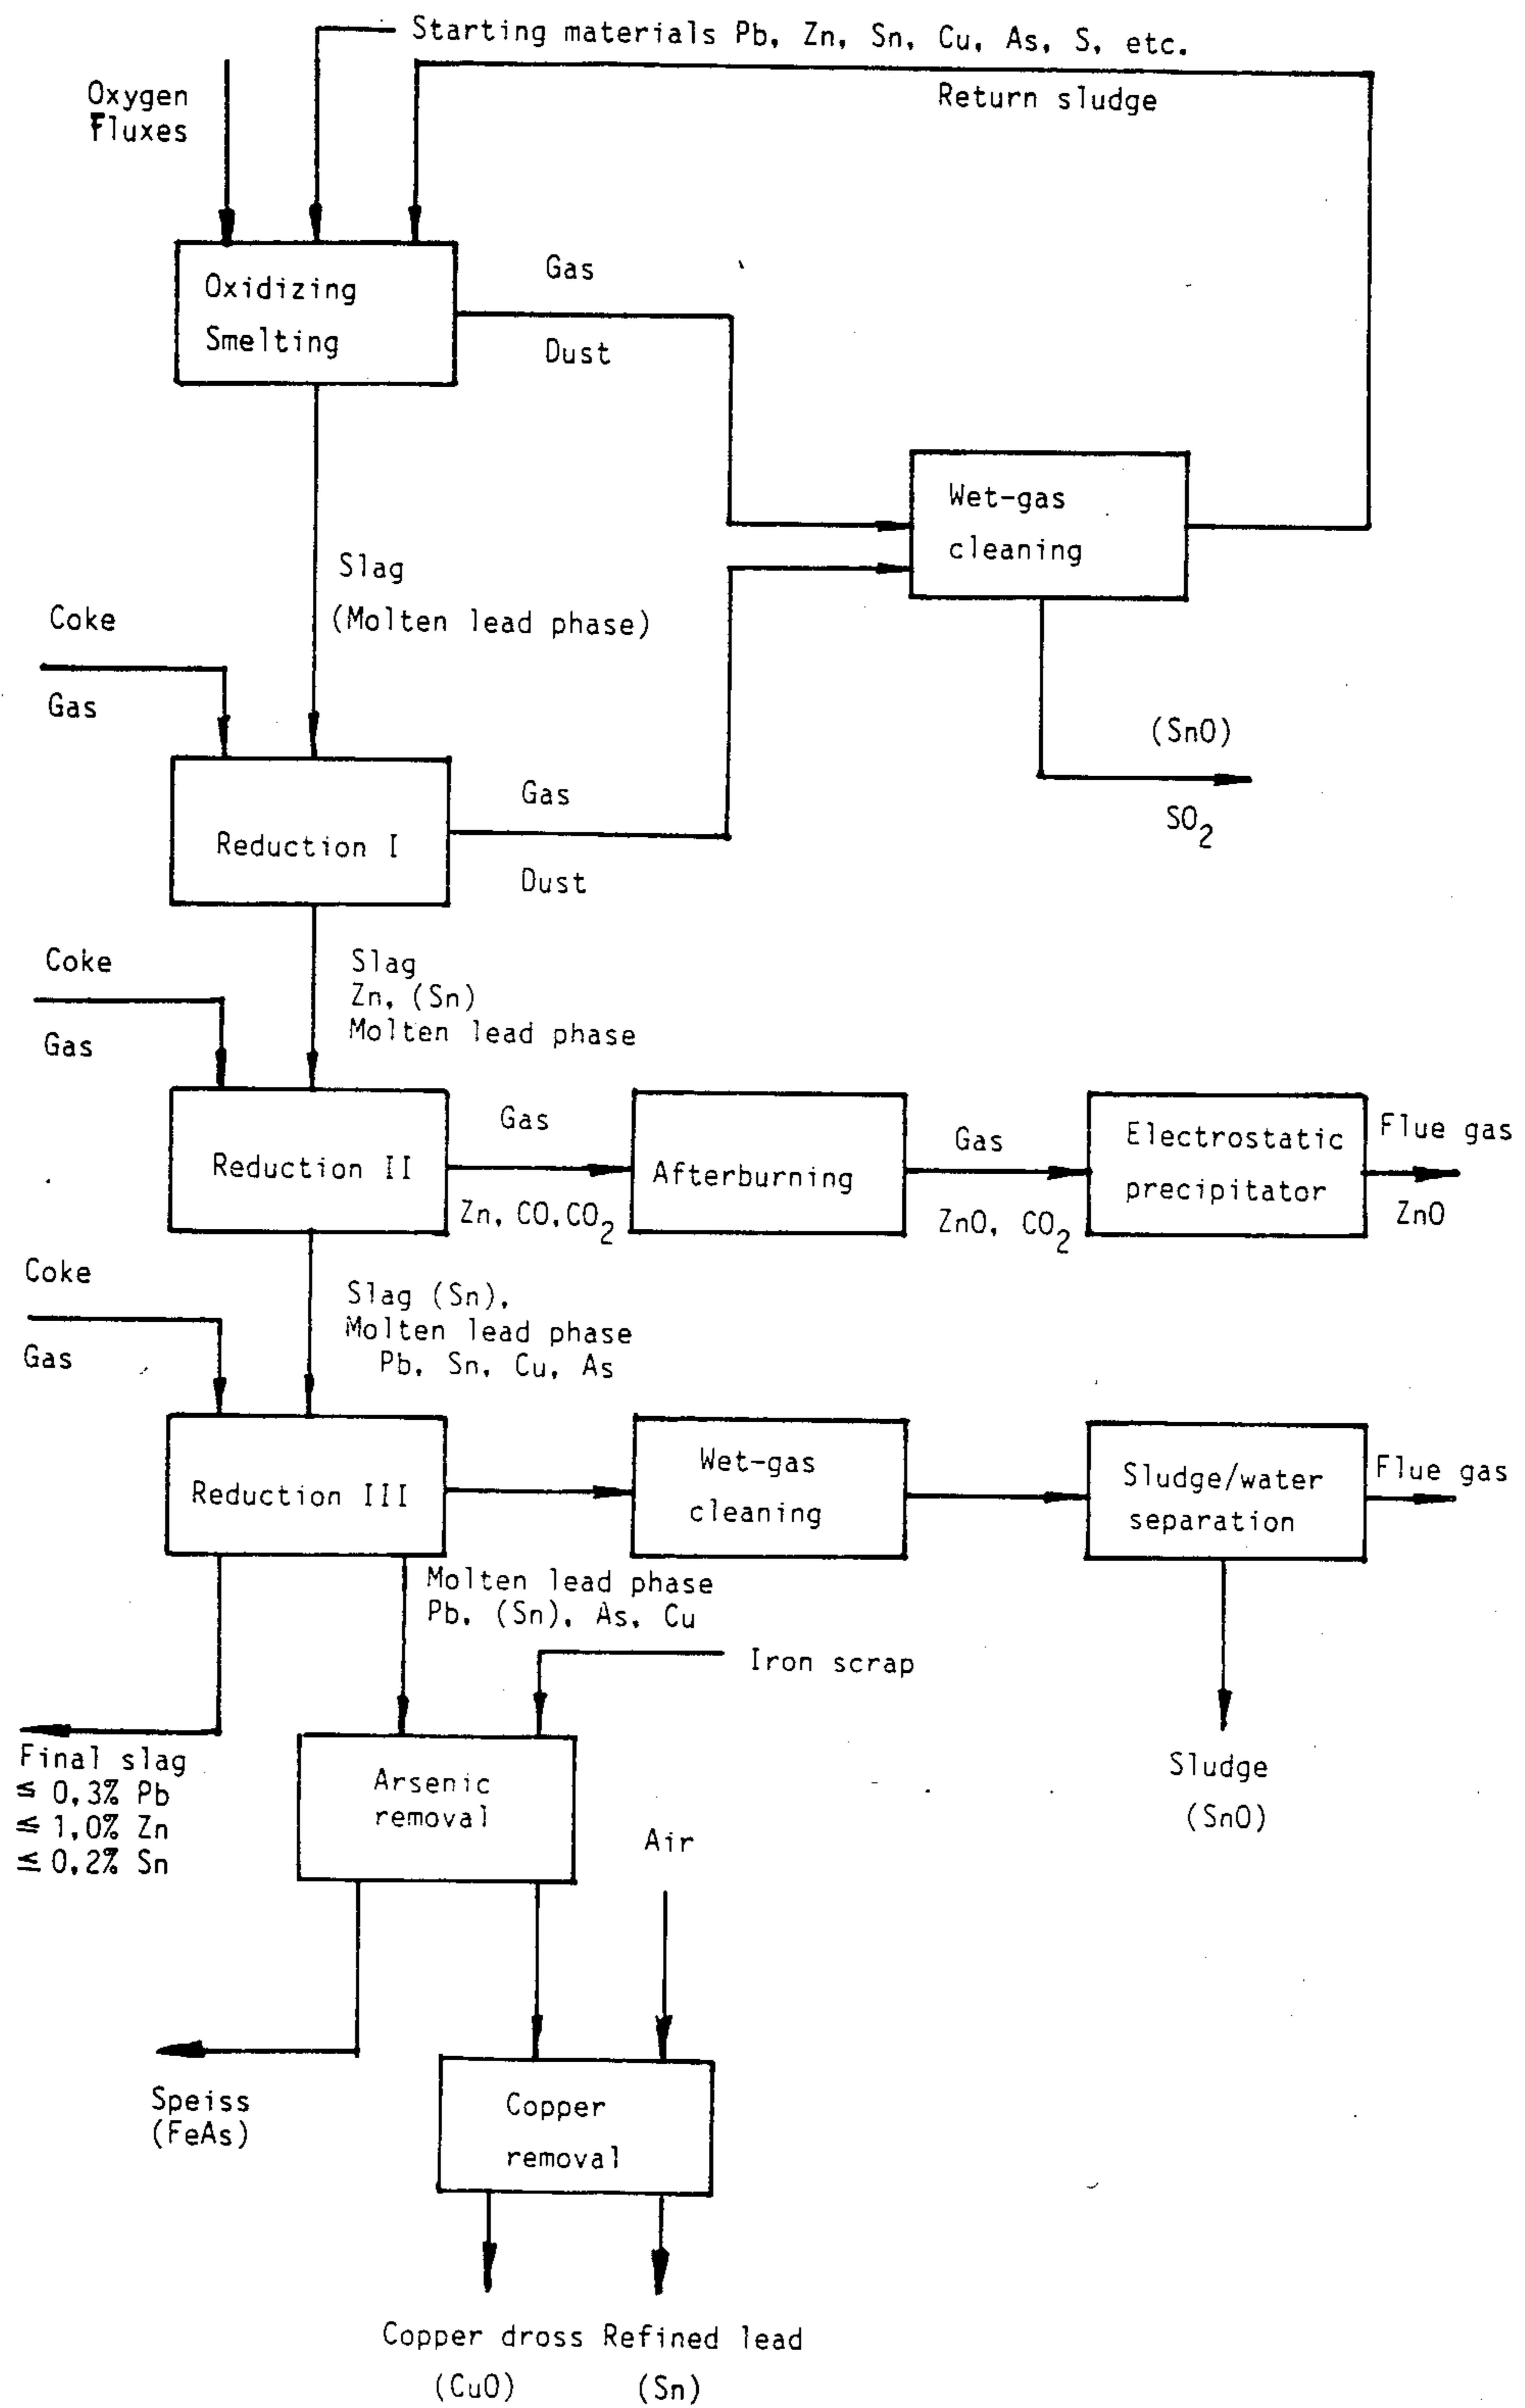 Starting materials Pb, Zn, Sn, Cu, As, S, etc.
Return sludge
Oxygen
Fluxes
Oxidizing
Smelting
Gas
Dust
Wet-gas
cleaning
Slag
(Molten lead phase)
Coke
Gas
(SnO)
SO2
Reduction I
Gas
Dust
Coke
Gas
Slag
Zn, (Sn)
Molten lead phase
Reduction II
Gas
Zn, CO,CO2
Afterburning
Gas
ZnO, CO2
Electrostatic
precipitator
Flue gas
ZnO
Coke
Gas
Slag (Sn),
Molten lead phase
Pb, Sn, Cu, As
Reduction III
Wet-gas
cleaning
Sludge/water
separation
Flue gas
Molten lead phase
Pb, (Sn), As, Cu
Iron scrap
Final slag
≤ 0,3% Pb
≤ 1,0% Zn
≤ 0,2% Sn
Arsenic
removal
Sludge
(SnO)
Air
Speiss
(FeAs)
Copper
removal
Copper dross Refined lead
(CuO) (Sn)